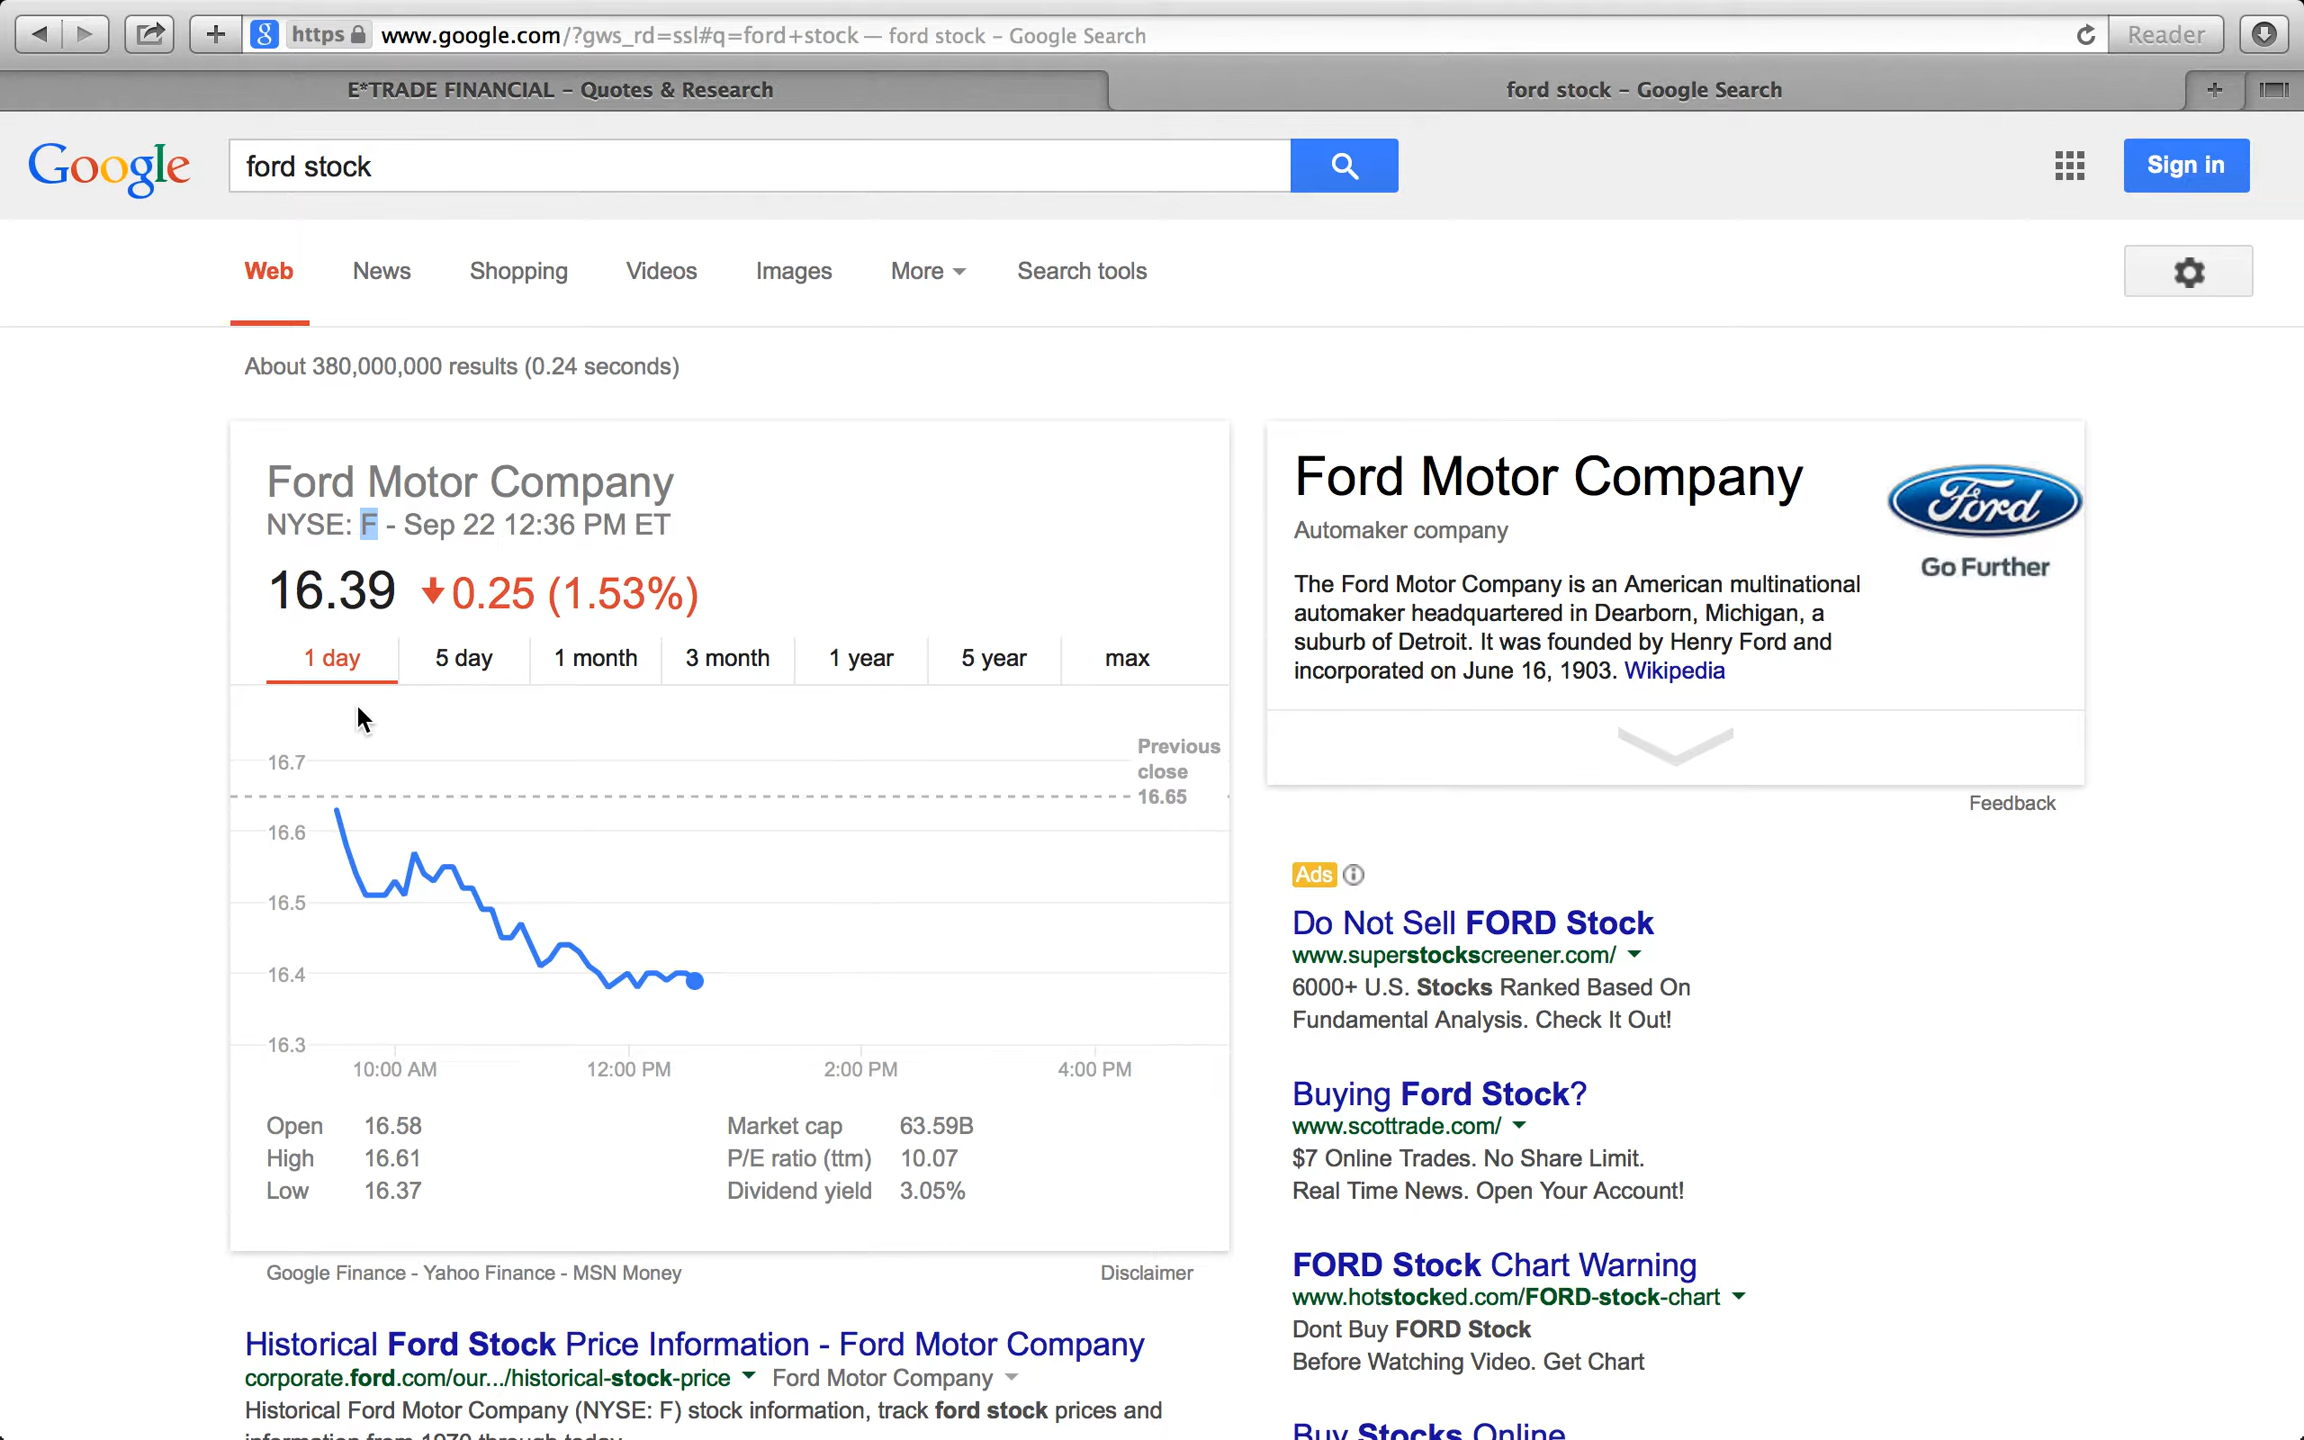 https www.google.com/?gws_rd=ssl#q=ford+stock — ford stock – Google Search
Reader
E*TRADE FINANCIAL – Quotes & Research
ford stock – Google Search
Google
ford stock
Sign in
Web News Shopping Videos Images More Search tools
About 380,000,000 results (0.24 seconds)
Ford Motor Company
NYSE: F - Sep 22 12:36 PM ET
16.39 0.25 (1.53%)
1 day 5 day 1 month 3 month 1 year 5 year max
Previous
close
16.65
16.7
16.6
16.5
16.4
16.3
10:00 AM 12:00 PM 2:00 PM 4:00 PM
Open 16.58 Market cap 63.59B
High 16.61 P/E ratio (ttm) 10.07
Low 16.37 Dividend yield 3.05%
Google Finance - Yahoo Finance - MSN Money Disclaimer
Historical Ford Stock Price Information - Ford Motor Company
corporate.ford.com/our.../historical-stock-price Ford Motor Company
Historical Ford Motor Company (NYSE: F) stock information, track ford stock prices and
information from 1970 through today
Ford Motor Company
Automaker company
Ford
Go Further
The Ford Motor Company is an American multinational
automaker headquartered in Dearborn, Michigan, a
suburb of Detroit. It was founded by Henry Ford and
incorporated on June 16, 1903. Wikipedia
Feedback
Ads
Do Not Sell FORD Stock
www.superstockscreener.com/
6000+ U.S. Stocks Ranked Based On
Fundamental Analysis. Check It Out!
Buying Ford Stock?
www.scottrade.com/
$7 Online Trades. No Share Limit.
Real Time News. Open Your Account!
FORD Stock Chart Warning
www.hotstocked.com/FORD-stock-chart
Dont Buy FORD Stock
Before Watching Video. Get Chart
Buy Stocks Online